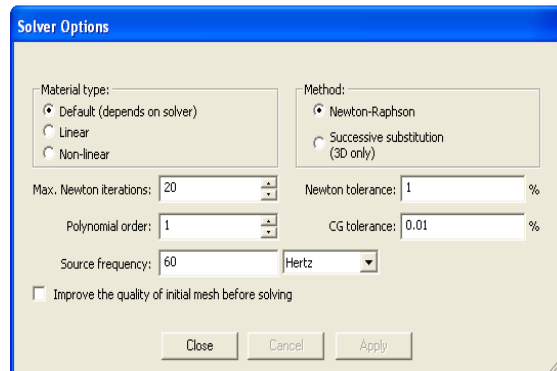 Solver Options
Material type:
Default (depends on solver)
Linear
Non-linear
Method:
Newton-Raphson
Successive substitution
(3D only)
Max. Newton iterations: 20
Newton tolerance: 1 %
Polynomial order: 1
CG tolerance: 0.01 %
Source frequency: 60 Hertz
Improve the quality of initial mesh before solving
Close Cancel Apply